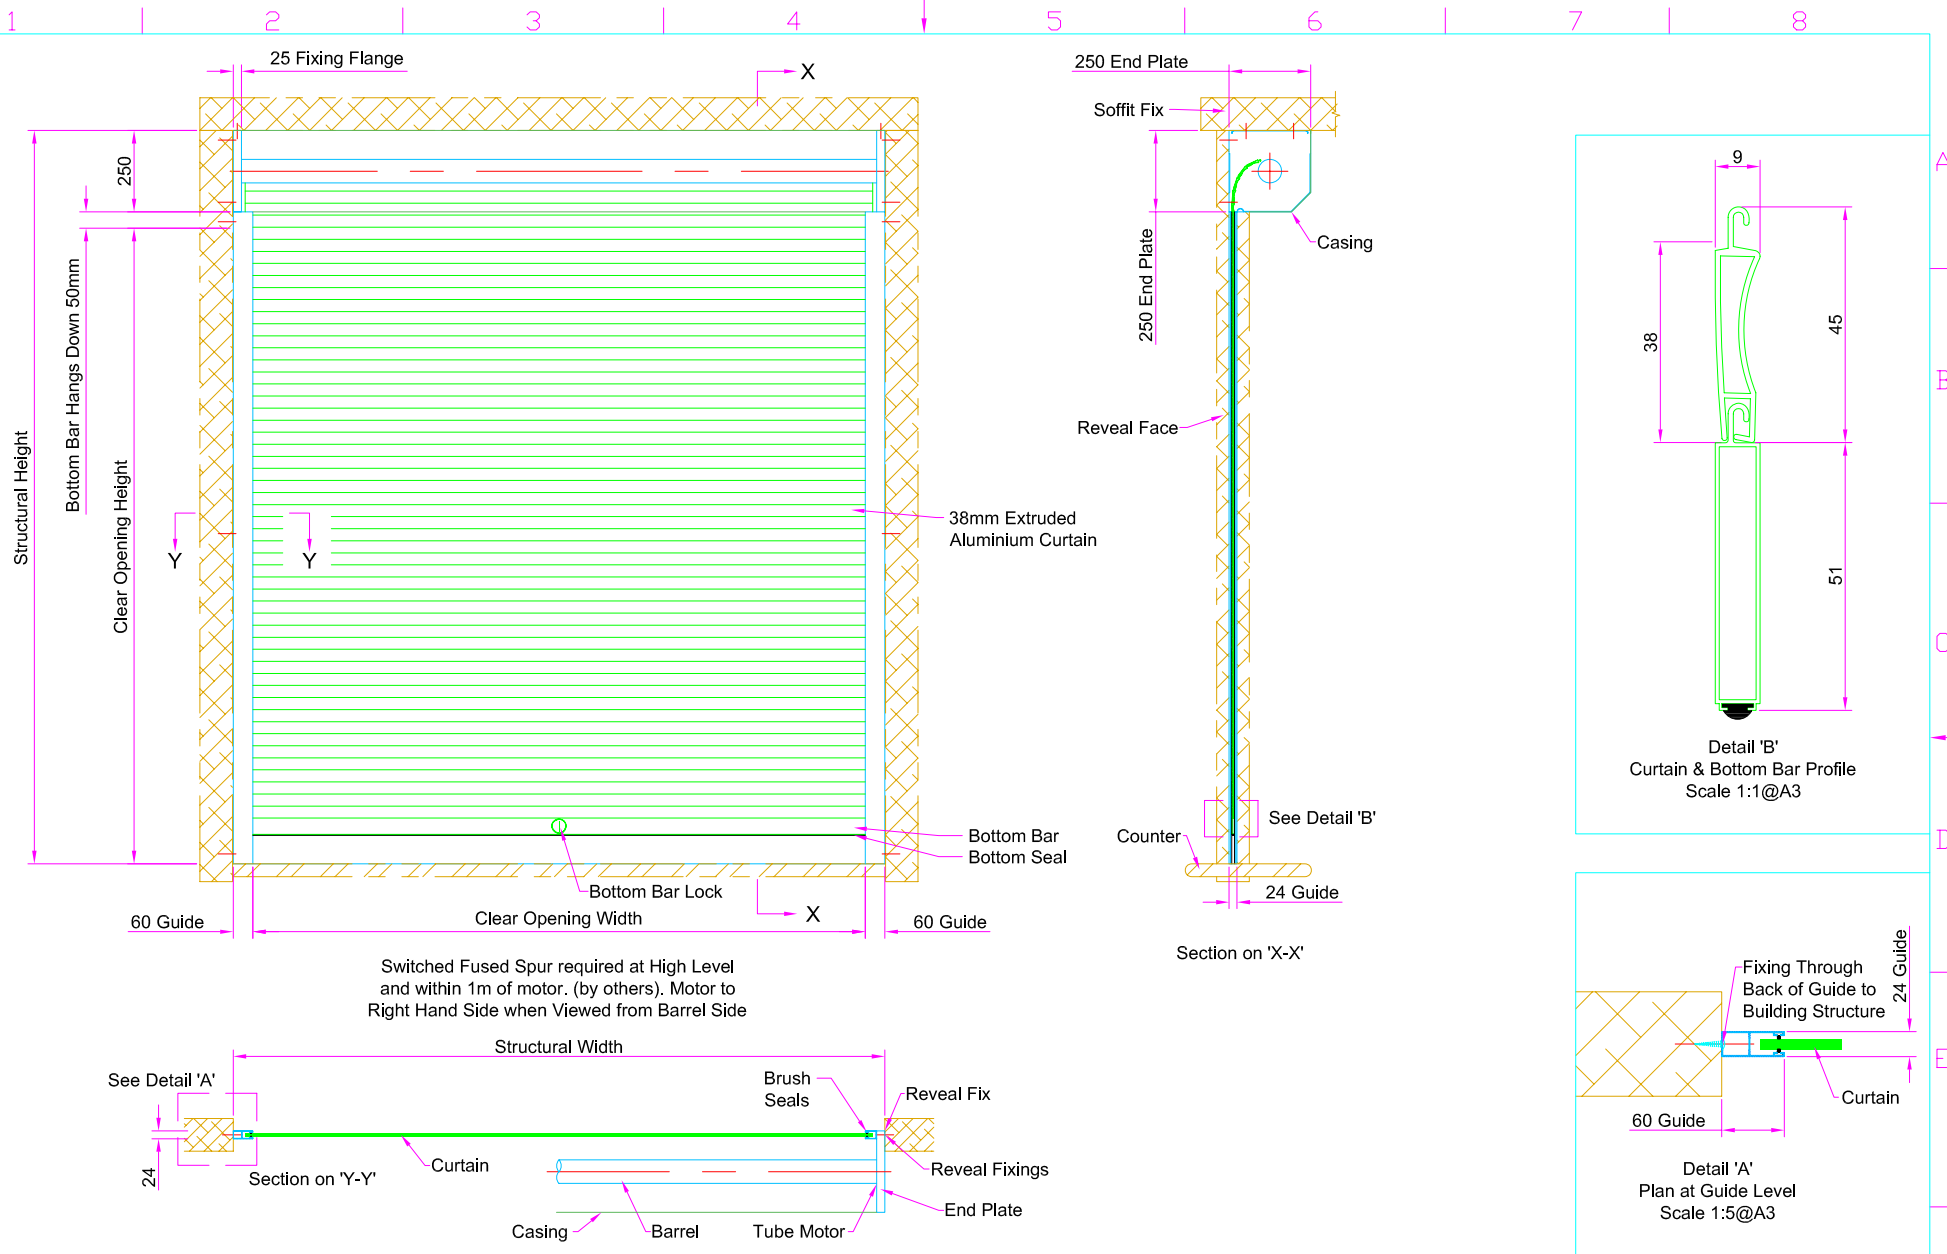 1 2 3 4 5 6 7 8
A
B
C
D
E
25 Fixing Flange
X
250
Bottom Bar Hangs Down 50mm
Structural Height
Clear Opening Height
Y
Y
38mm Extruded
Aluminium Curtain
Bottom Bar
Bottom Seal
Bottom Bar Lock
X
60 Guide
Clear Opening Width
60 Guide
Switched Fused Spur required at High Level
and within 1m of motor. (by others). Motor to
Right Hand Side when Viewed from Barrel Side
250 End Plate
Soffit Fix
250 End Plate
Casing
Reveal Face
See Detail 'B'
Counter
24 Guide
Section on 'X-X'
Structural Width
See Detail 'A'
24
Section on 'Y-Y'
Curtain
Brush
Seals
Reveal Fix
Reveal Fixings
End Plate
Casing
Barrel
Tube Motor
9
38
45
51
Detail 'B'
Curtain & Bottom Bar Profile
Scale 1:1@A3
Fixing Through
Back of Guide to
Building Structure
24 Guide
Curtain
60 Guide
Detail 'A'
Plan at Guide Level
Scale 1:5@A3